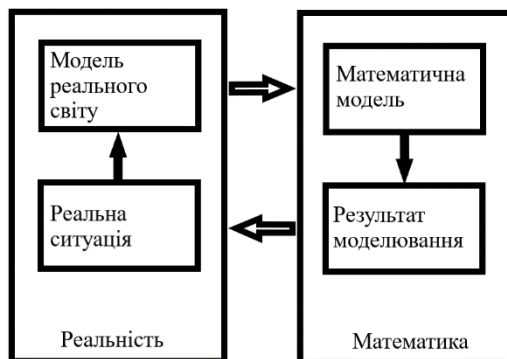 Модель
реального
світу
Реальна
ситуація
Реальність
Математична
модель
Результат
моделювання
Математика